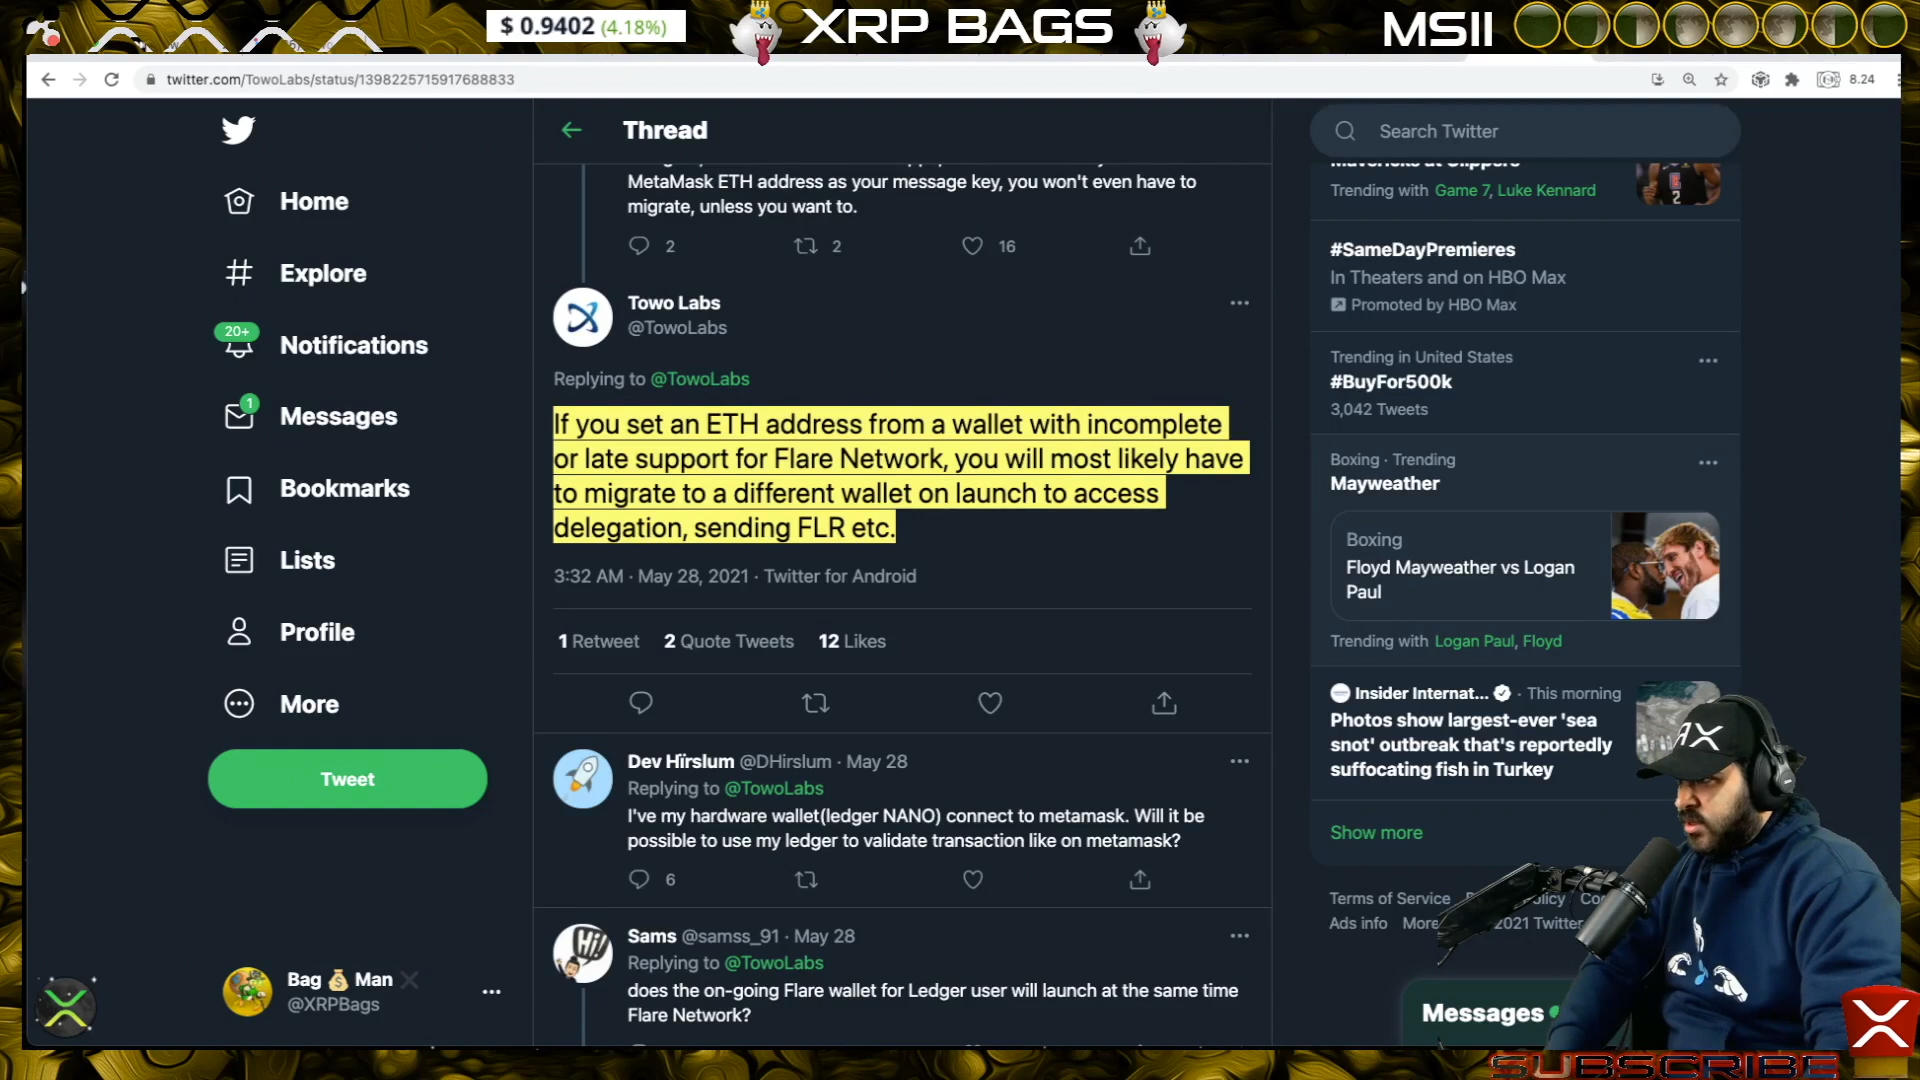 $ 0.9402 (4.18%)
XRP BAGS
MSII
twitter.com/TowoLabs/status/1398225715917688833
8.24
Home
Explore
20+
Notifications
1
Messages
Bookmarks
Lists
Profile
More
Tweet
Bag Man
@XRPBags
Thread
MetaMask ETH address as your message key, you won't even have to
migrate, unless you want to.
2
2
16
Towo Labs
@TowoLabs
Replying to @TowoLabs
If you set an ETH address from a wallet with incomplete
or late support for Flare Network, you will most likely have
to migrate to a different wallet on launch to access
delegation, sending FLR etc.
3:32 AM · May 28, 2021 · Twitter for Android
1 Retweet 2 Quote Tweets 12 Likes
Dev Hïrslum @DHirslum · May 28
Replying to @TowoLabs
I've my hardware wallet(ledger NANO) connect to metamask. Will it be
possible to use my ledger to validate transaction like on metamask?
6
Sams @samss_91 · May 28
Replying to @TowoLabs
does the on-going Flare wallet for Ledger user will launch at the same time
Flare Network?
Search Twitter
Mavericks at Clippers
Trending with Game 7, Luke Kennard
#SameDayPremieres
In Theaters and on HBO Max
Promoted by HBO Max
Trending in United States
#BuyFor500k
3,042 Tweets
Boxing · Trending
Mayweather
Boxing
Floyd Mayweather vs Logan
Paul
Trending with Logan Paul, Floyd
Insider Internat... · This morning
Photos show largest-ever 'sea
snot' outbreak that's reportedly
suffocating fish in Turkey
Show more
Terms of Service
Ads info More 2021 Twitter
Messages
SUBSCRIBE